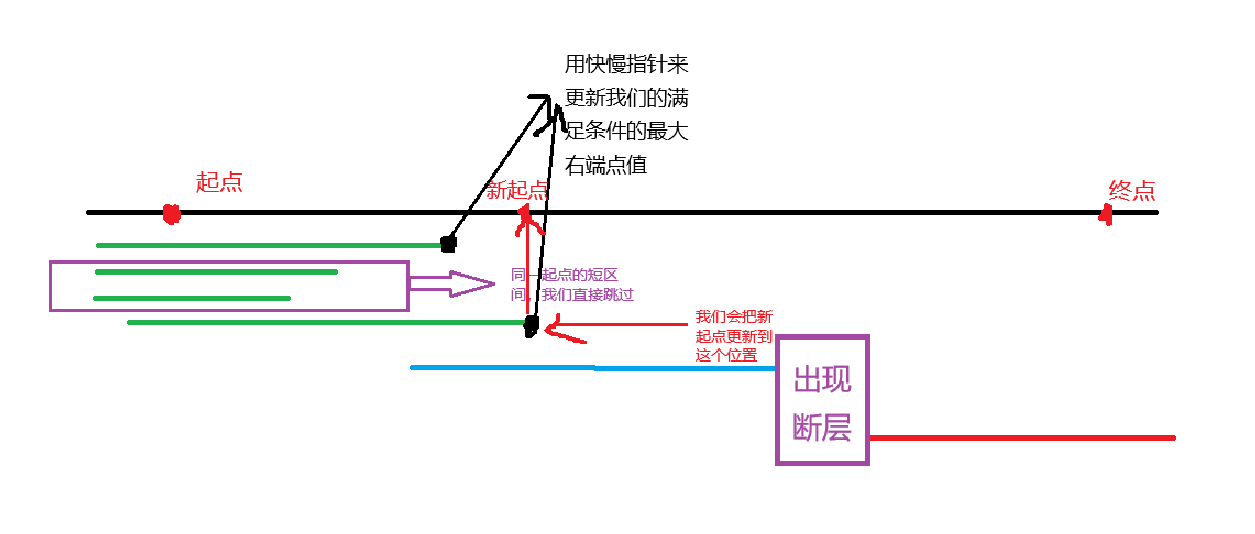 用快慢指针来
更新我们的满
足条件的最大
右端点值
起点
新起点
终点
同一起点的短区
间，我们直接跳过
我们会把新
起点更新到
这个位置
出现
断层